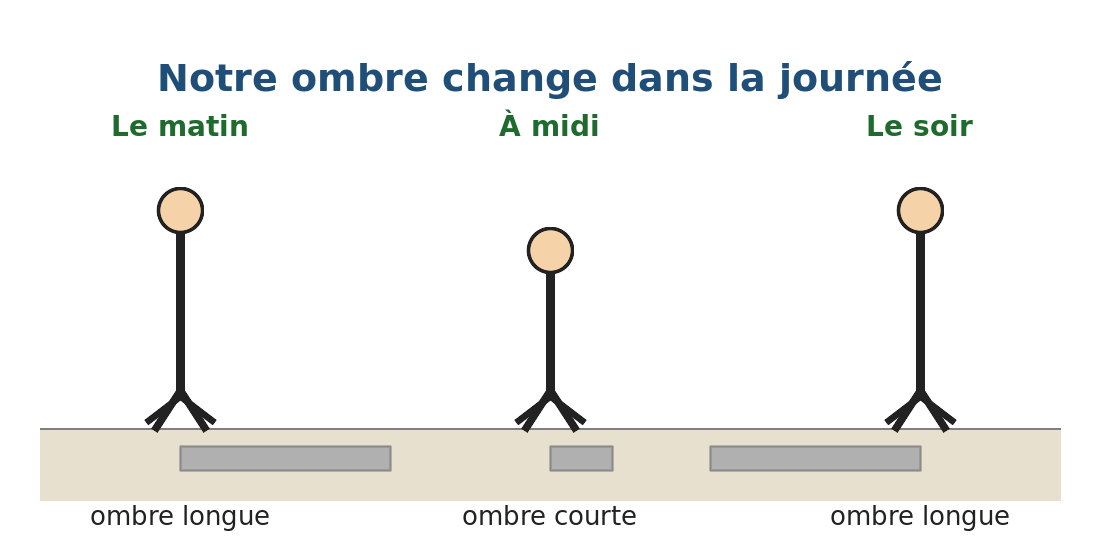 Notre ombre change dans la journée
Le matin
À midi
Le soir
ombre longue
ombre courte
ombre longue